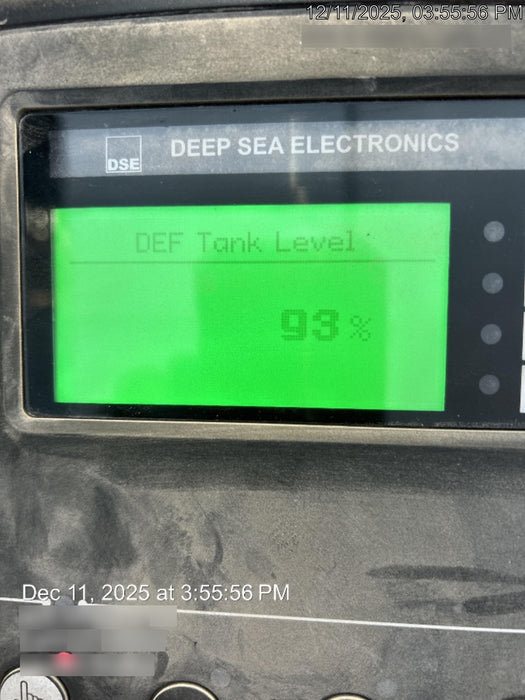 12/11/2025, 03:55:56 PM
DSE DEEP SEA ELECTRONICS
DEF Tank Level
93 %
Dec 11, 2025 at 3:55:56 PM